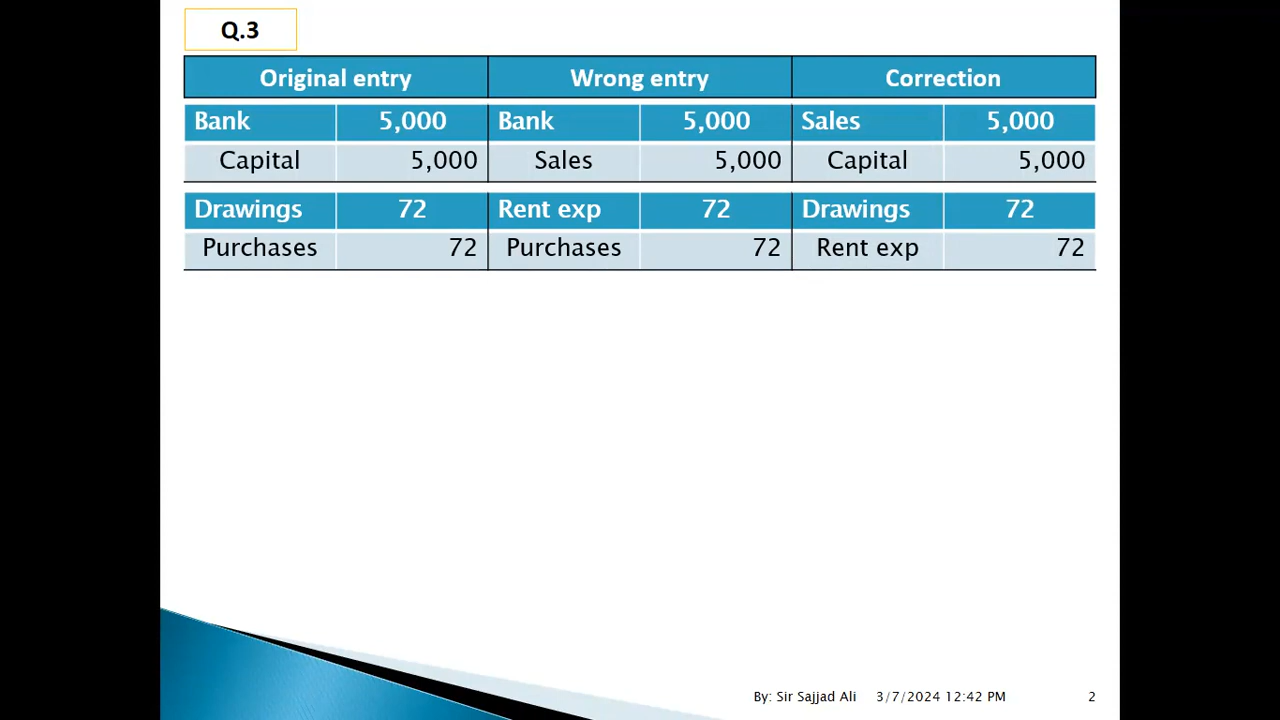 Q.3
Original entry Wrong entry Correction
Bank 5,000 Bank 5,000 Sales 5,000
Capital 5,000 Sales 5,000 Capital 5,000
Drawings 72 Rent exp 72 Drawings 72
Purchases 72 Purchases 72 Rent exp 72
By: Sir Sajjad Ali 3/7/2024 12:42 PM 2